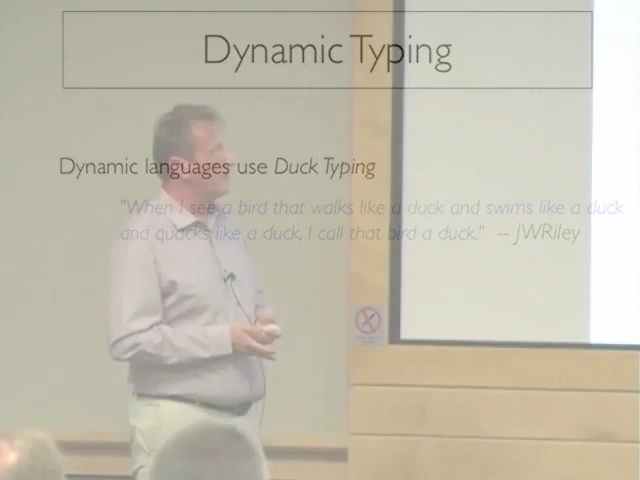 Dynamic Typing
Dynamic languages use Duck Typing
"When I see a bird that walks like a duck and swims like a duck
and quacks like a duck, I call that bird a duck." -- JWRiley